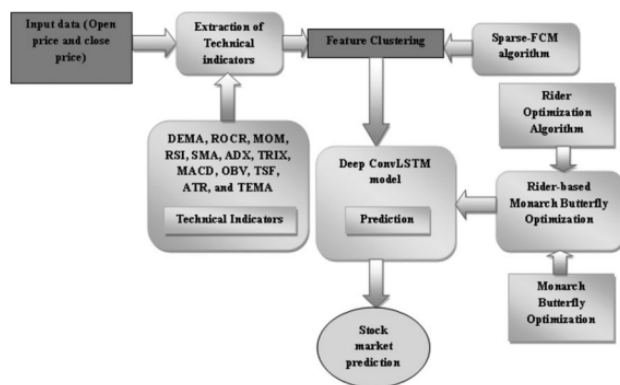 Input data (Open
price and close
price)
Extraction of
Technical
indicators
Feature Clustering
Sparse-FCM
algorithm
DEMA, ROCR, MOM,
RSI, SMA, ADX, TRIX,
MACD, OBV, TSF,
ATR, and TEMA
Technical Indicators
Deep ConvLSTM
model
Prediction
Rider
Optimization
Algorithm
Rider-based
Monarch Butterfly
Optimization
Monarch
Butterfly
Optimization
Stock
market
prediction